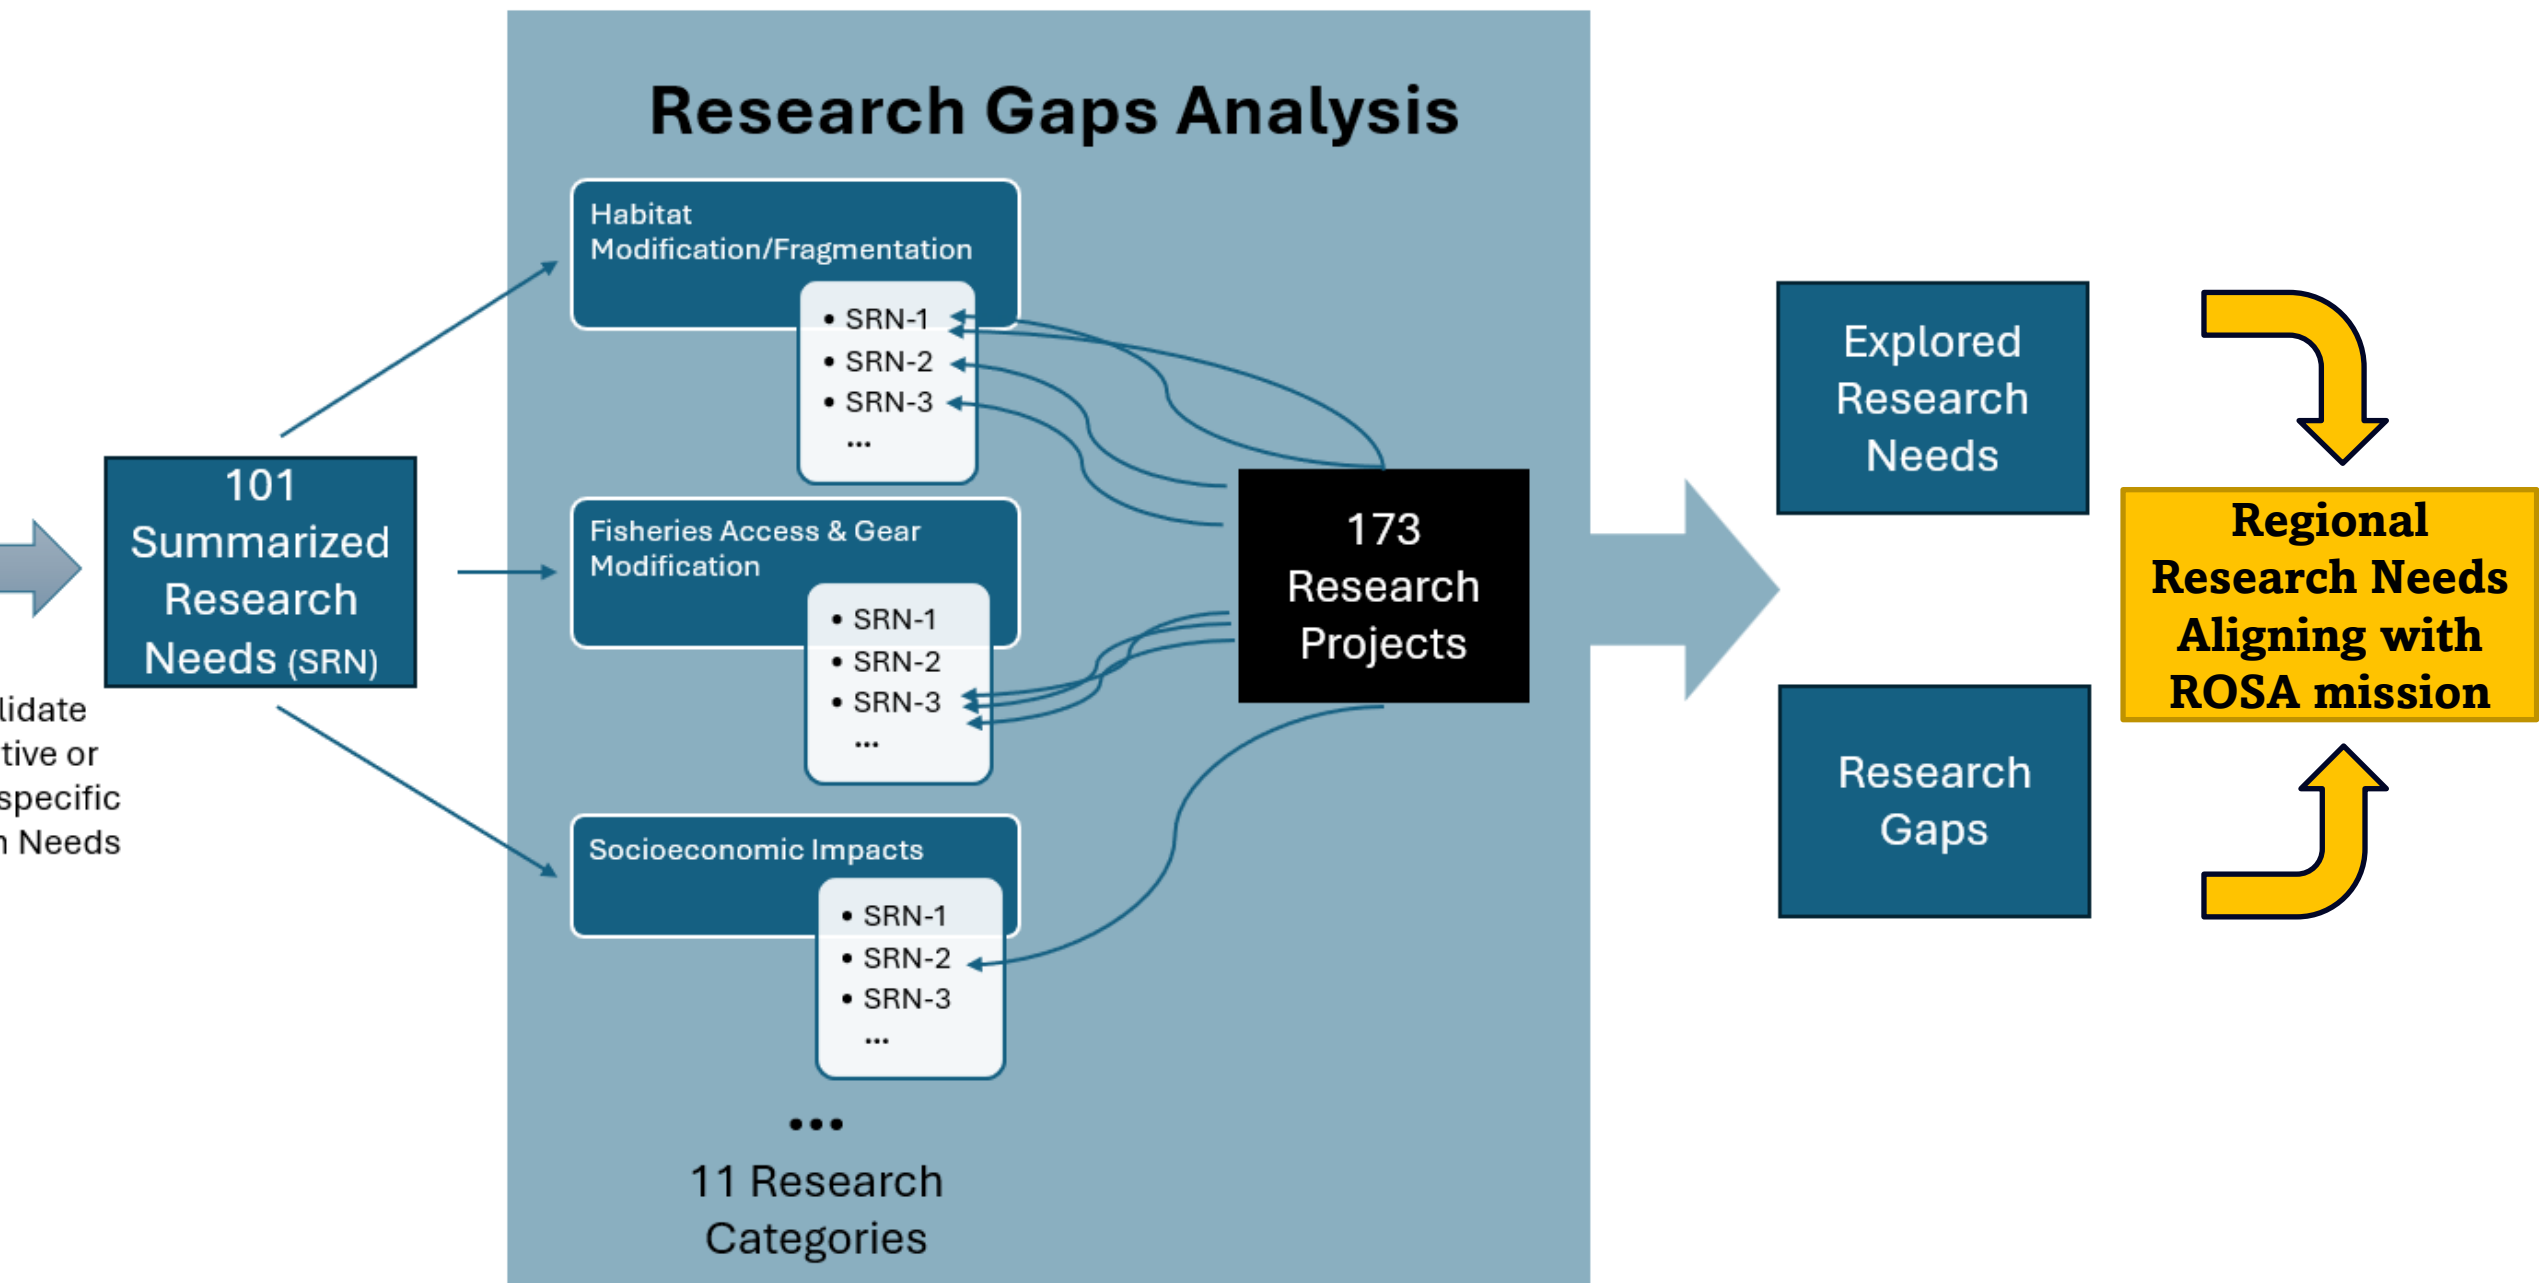 Research Gaps Analysis
101
Summarized
Research
Needs (SRN)
specific
Needs
Habitat
Modification/Fragmentation
• SRN-1
• SRN-2
• SRN-3
...
Fisheries Access & Gear
Modification
• SRN-1
• SRN-2
• SRN-3
...
Socioeconomic Impacts
• SRN-1
• SRN-2
• SRN-3
...
...
11 Research
Categories
173
Research
Projects
Explored
Research
Needs
Research
Gaps
Regional
Research Needs
Aligning with
ROSA mission